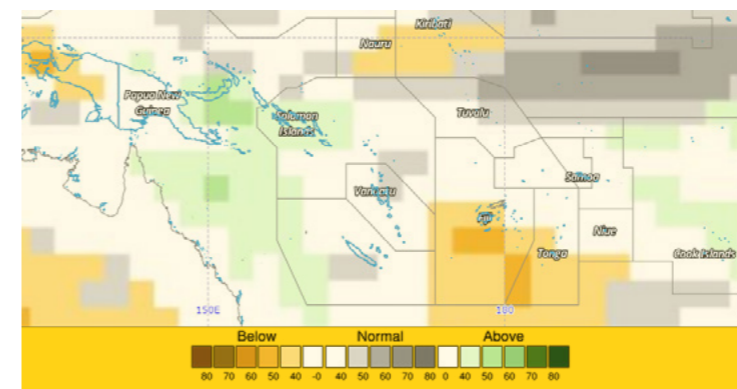 Kiribati
Nauru
Papua New
Guinea
Solomon
Islands
Tuvalu
Samoa
Vanuatu
Fiji
Niue
Tonga
Cook Islands
150E
180
Below Normal Above
80 70 60 50 40 -0 40 50 60 70 80 0 40 50 60 70 80